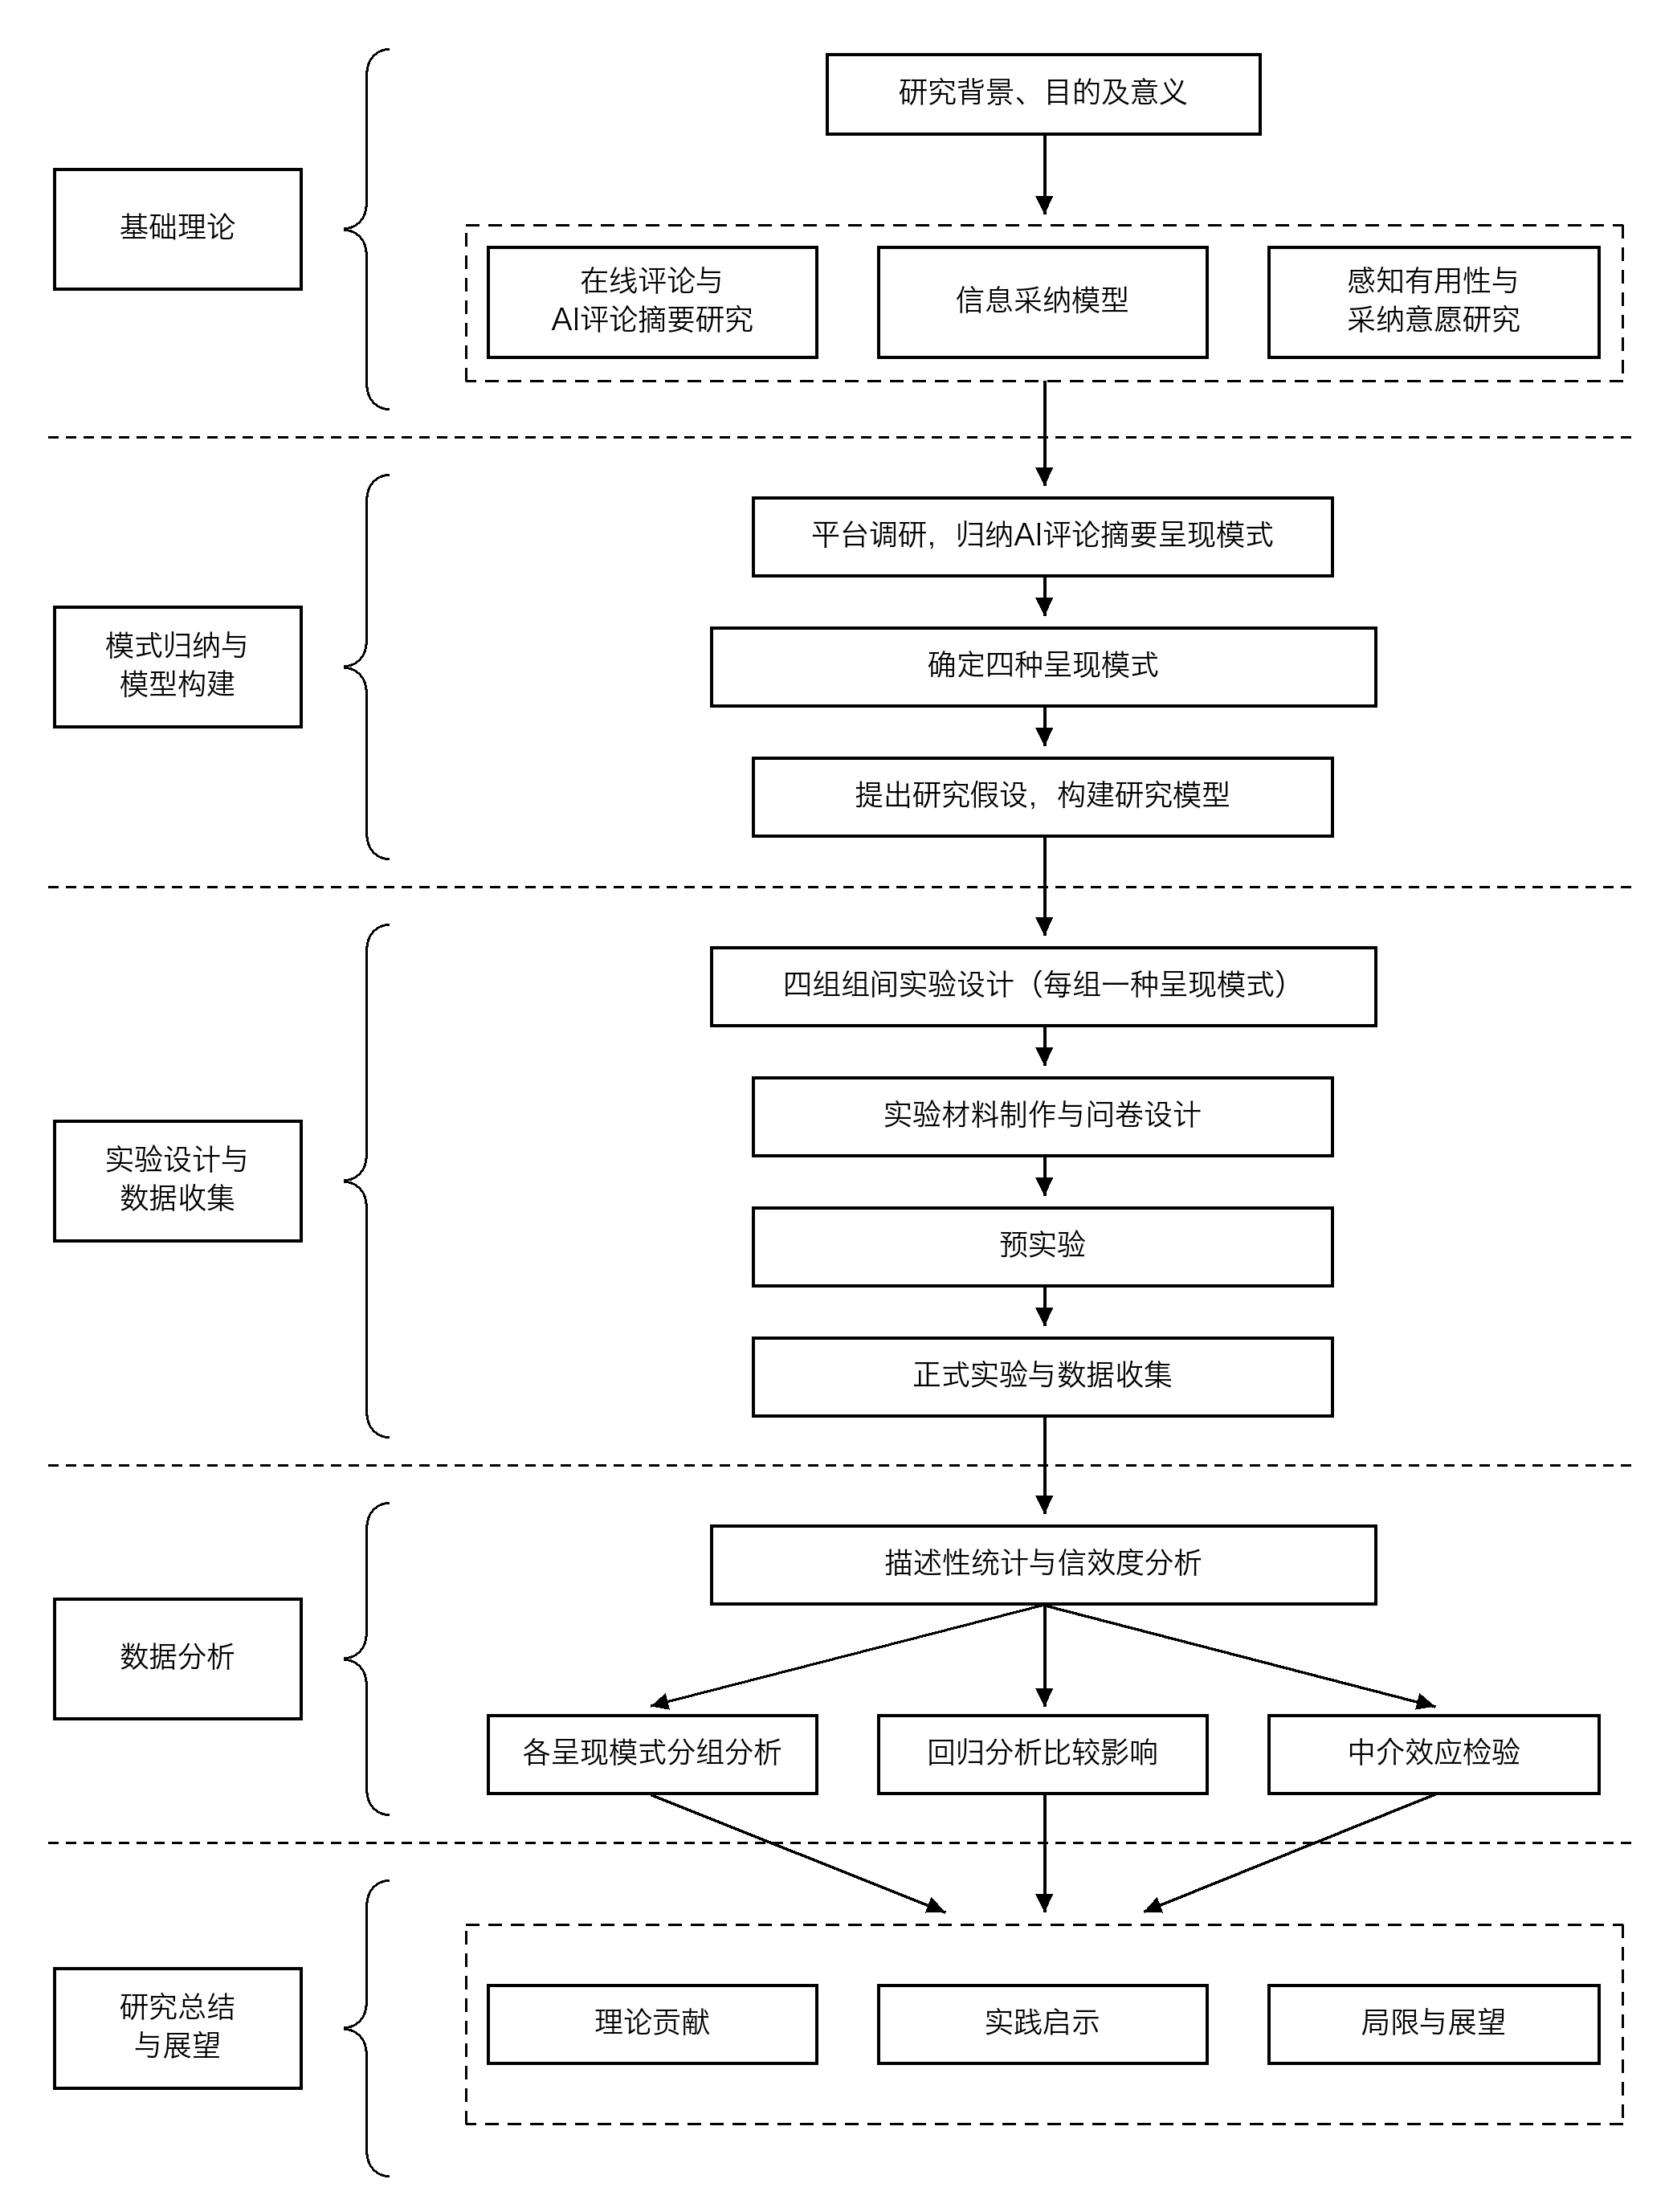 研究背景、目的及意义
基础理论
在线评论与
AI评论摘要研究
信息采纳模型
感知有用性与
采纳意愿研究
平台调研，归纳AI评论摘要呈现模式
模式归纳与
模型构建
确定四种呈现模式
提出研究假设，构建研究模型
四组组间实验设计（每组一种呈现模式）
实验材料制作与问卷设计
实验设计与
数据收集
预实验
正式实验与数据收集
描述性统计与信效度分析
数据分析
各呈现模式分组分析
回归分析比较影响
中介效应检验
研究总结
与展望
理论贡献
实践启示
局限与展望